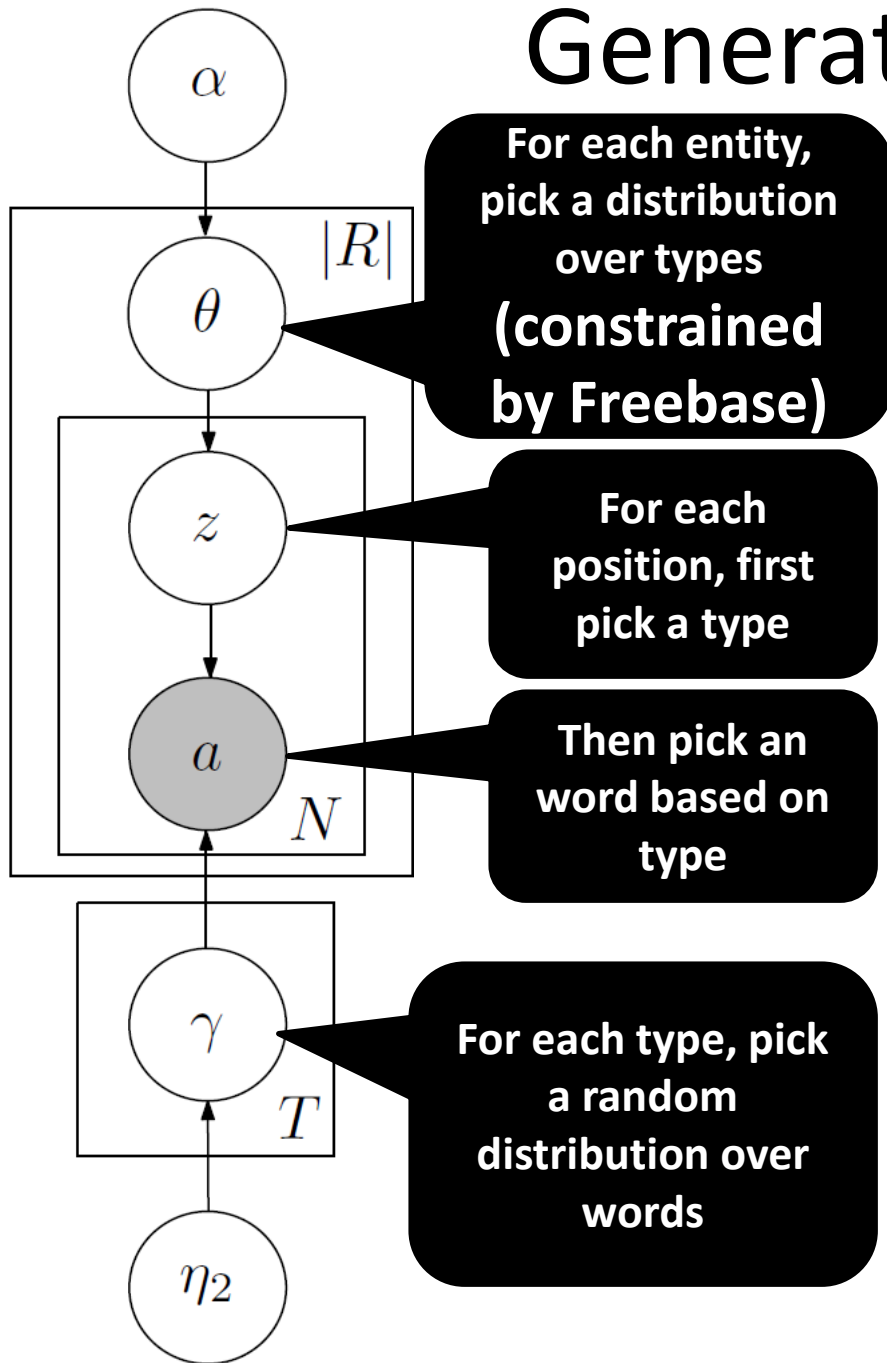 Generat
α
For each entity,
pick a distribution
over types
(constrained
by Freebase)
|R|
θ
z
For each
position, first
pick a type
a
N
Then pick an
word based on
type
γ
T
For each type, pick
a random
distribution over
words
η₂